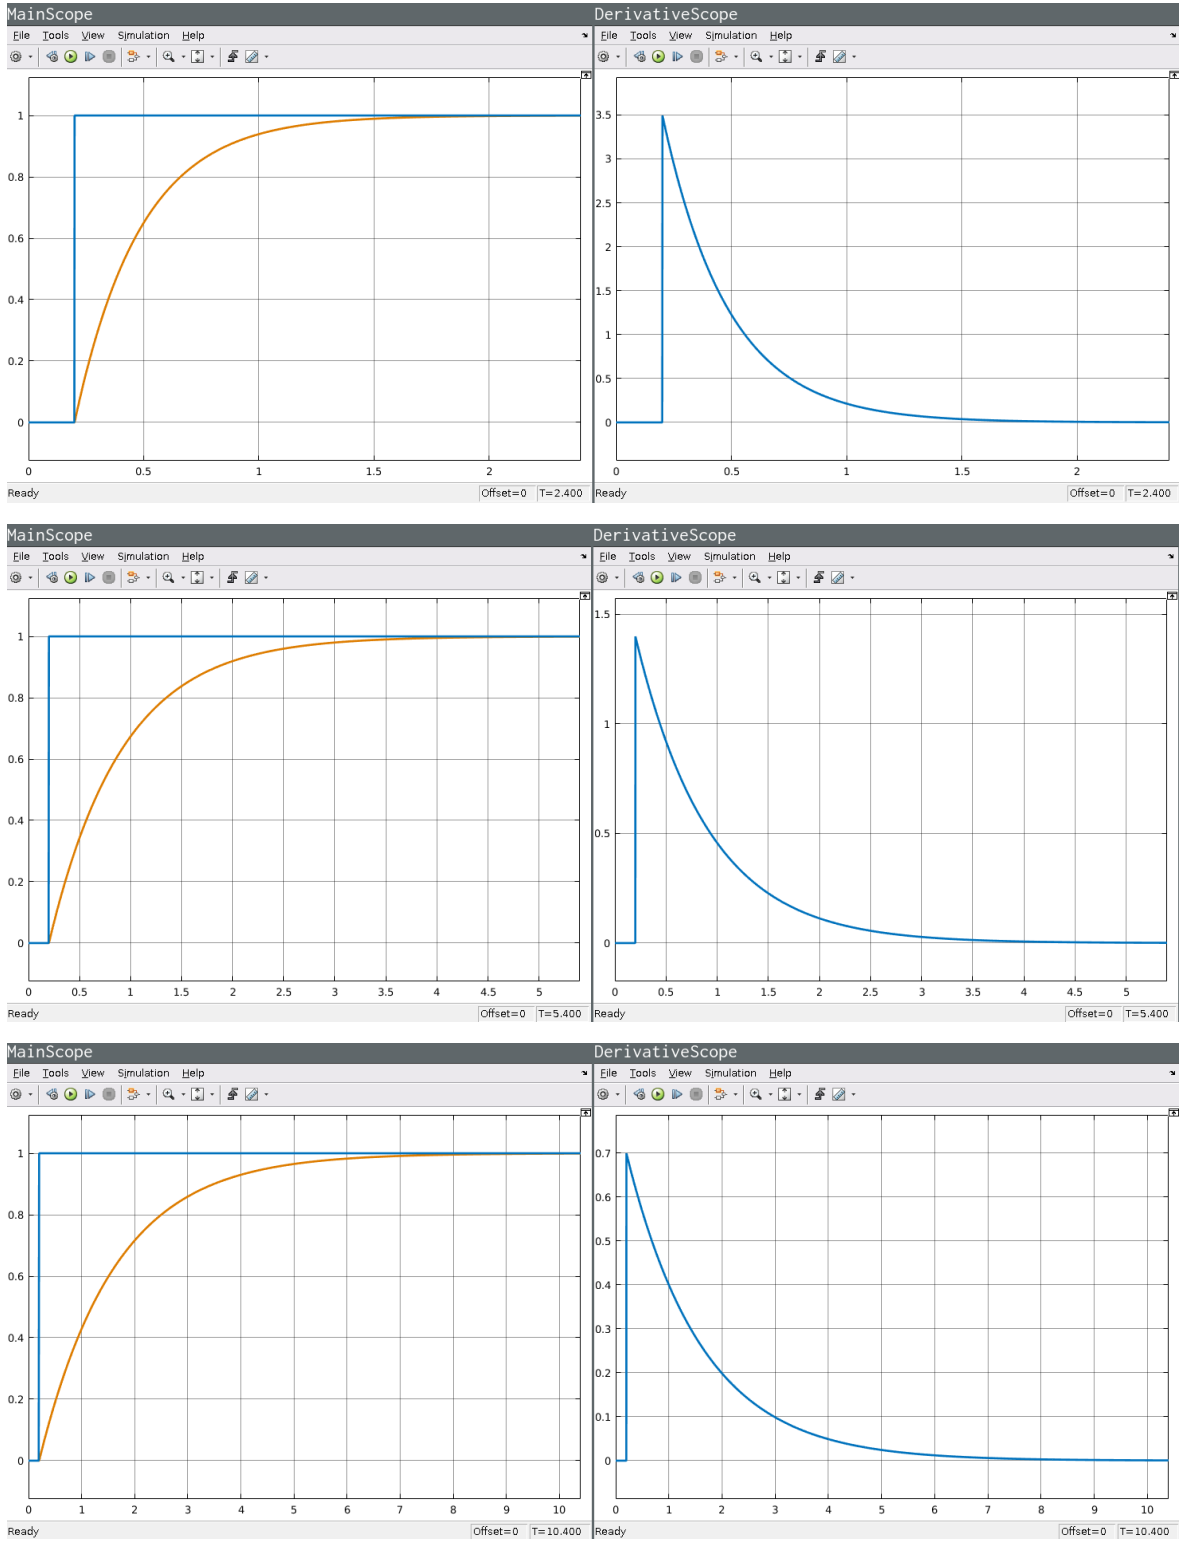 MainScope
File Tools View Simulation Help
1
0.8
0.6
0.4
0.2
0
0 0.5 1 1.5 2
Ready Offset=0 T=2.400
DerivativeScope
File Tools View Simulation Help
3.5
3
2.5
2
1.5
1
0.5
0
0 0.5 1 1.5 2
Ready Offset=0 T=2.400
MainScope
File Tools View Simulation Help
1
0.8
0.6
0.4
0.2
0
0 0.5 1 1.5 2 2.5 3 3.5 4 4.5 5
Ready Offset=0 T=5.400
DerivativeScope
File Tools View Simulation Help
1.5
1
0.5
0
0 0.5 1 1.5 2 2.5 3 3.5 4 4.5 5
Ready Offset=0 T=5.400
MainScope
File Tools View Simulation Help
1
0.8
0.6
0.4
0.2
0
0 1 2 3 4 5 6 7 8 9 10
Ready Offset=0 T=10.400
DerivativeScope
File Tools View Simulation Help
0.7
0.6
0.5
0.4
0.3
0.2
0.1
0
0 1 2 3 4 5 6 7 8 9 10
Ready Offset=0 T=10.400